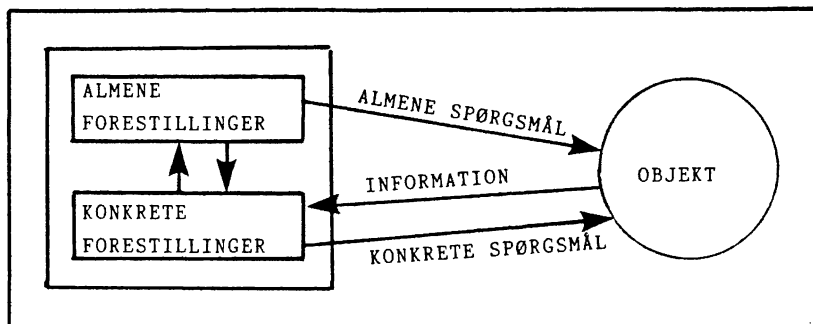 ALMENE
FORESTILLINGER
ALMENE SPØRGSMÅL
INFORMATION
OBJEKT
KONKRETE
FORESTILLINGER
KONKRETE SPØRGSMÅL